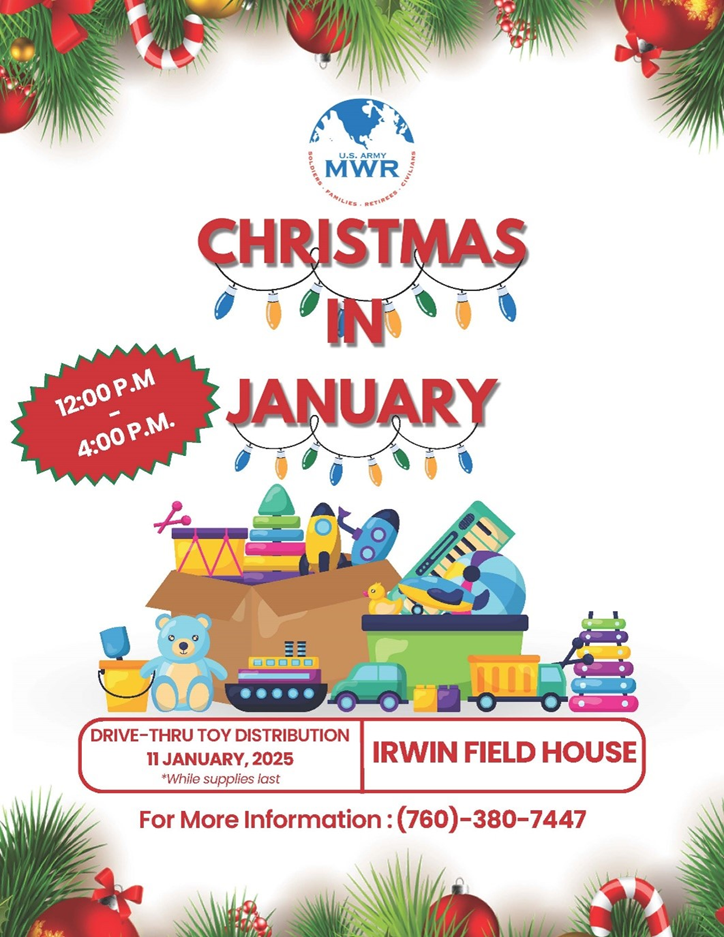 U.S. ARMY
MWR
SOLDIERS · FAMILIES · RETIREES · CIVILIANS
CHRISTMAS
IN
JANUARY
12:00 P.M
-
4:00 P.M.
DRIVE-THRU TOY DISTRIBUTION
11 JANUARY, 2025
*While supplies last
IRWIN FIELD HOUSE
For More Information : (760)-380-7447